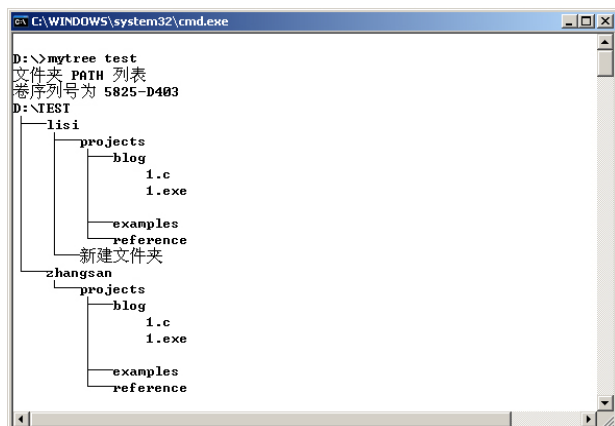 C:\WINDOWS\system32\cmd.exe
D:\>mytree test
文件夹 PATH 列表
卷序列号为 5825-D403
D:\TEST
├─lisi
│  ├─projects
│  │  ├─blog
│  │  │      1.c
│  │  │      1.exe
│  │  │
│  │  ├─examples
│  │  └─reference
│  └─新建文件夹
└─zhangsan
    └─projects
        ├─blog
        │      1.c
        │      1.exe
        │
        ├─examples
        └─reference